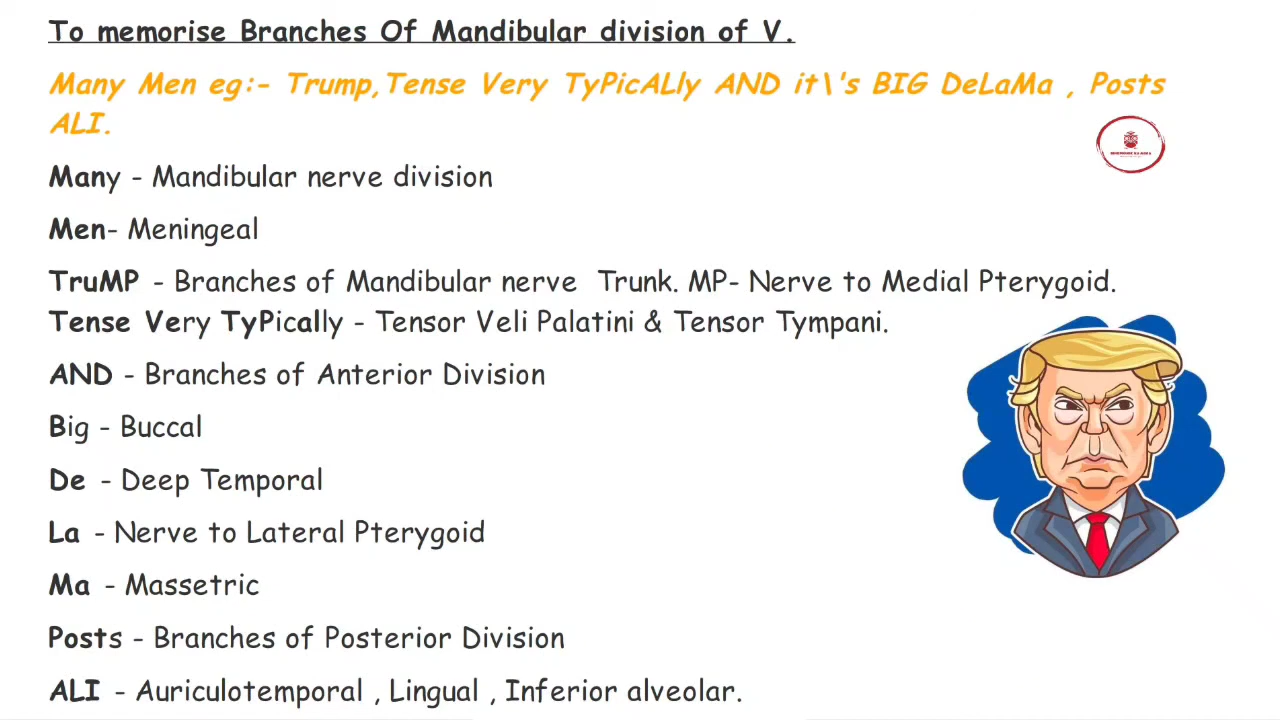 To memorise Branches Of Mandibular division of V.
Many Men eg:- Trump,Tense Very TyPicALly AND it\'s BIG DeLaMa , Posts
ALI.
Many - Mandibular nerve division
Men- Meningeal
TruMP - Branches of Mandibular nerve Trunk. MP- Nerve to Medial Pterygoid.
Tense Very TyPically - Tensor Veli Palatini & Tensor Tympani.
AND - Branches of Anterior Division
Big - Buccal
De - Deep Temporal
La - Nerve to Lateral Pterygoid
Ma - Massetric
Posts - Branches of Posterior Division
ALI - Auriculotemporal , Lingual , Inferior alveolar.